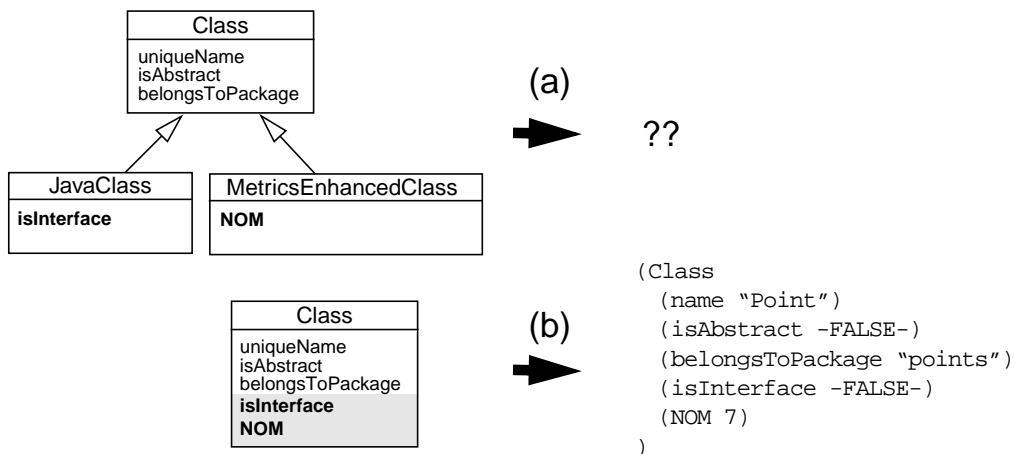 Class
uniqueName
isAbstract
belongsToPackage
(a)
??
JavaClass
isInterface
MetricsEnhancedClass
NOM
Class
uniqueName
isAbstract
belongsToPackage
isInterface
NOM
(b)
(Class
(name “Point”)
(isAbstract -FALSE-)
(belongsToPackage “points”)
(isInterface -FALSE-)
(NOM 7)
)